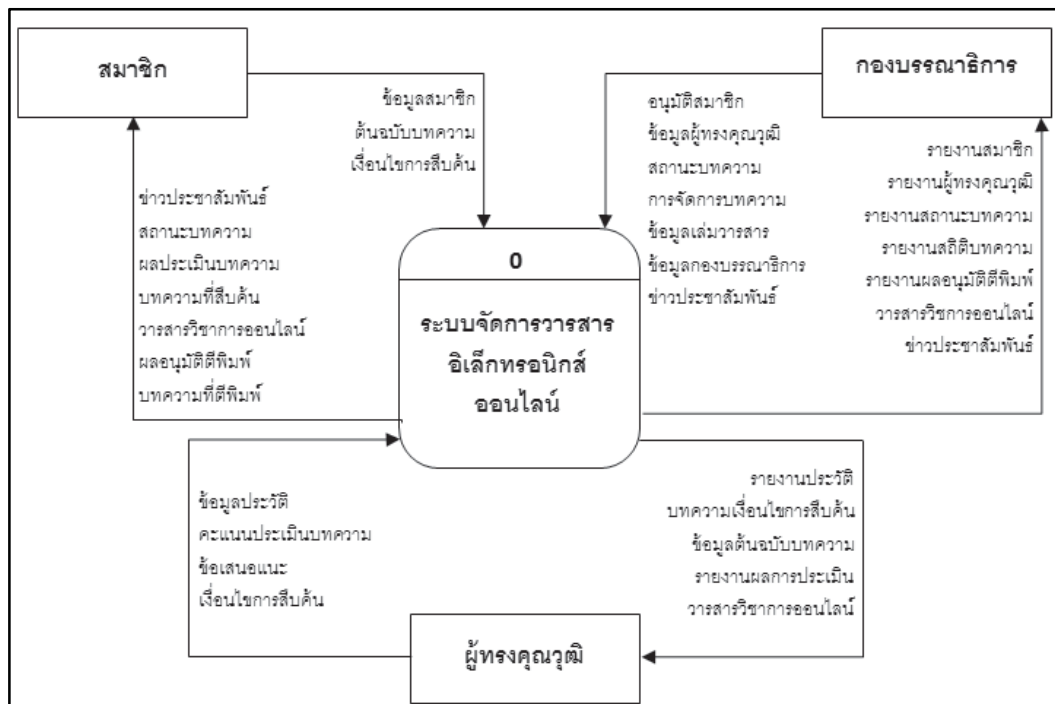 สมาชิก
กองบรรณาธิการ
ข้อมูลสมาชิก
ต้นฉบับบทความ
เงื่อนไขการสืบค้น
อนุมัติสมาชิก
ข้อมูลผู้ทรงคุณวุฒิ
สถานะบทความ
การจัดการบทความ
ข้อมูลเล่มวารสาร
ข้อมูลกองบรรณาธิการ
ข่าวประชาสัมพันธ์
รายงานสมาชิก
รายงานผู้ทรงคุณวุฒิ
รายงานสถานะบทความ
รายงานสถิติบทความ
รายงานผลอนุมัติตีพิมพ์
วารสารวิชการออนไลน์
ข่าวประชาสัมพันธ์
ข่าวประชาสัมพันธ์
สถานะบทความ
ผลประเมินบทความ
บทความที่สืบค้น
วารสารวิชาการออนไลน์
ผลอนุมัติตีพิมพ์
บทความที่ตีพิมพ์
0
ระบบจัดการวารสาร
อิเล็กทรอนิกส์
ออนไลน์
ข้อมูลประวัติ
คะแนนประเมินบทความ
ข้อเสนอแนะ
เงื่อนไขการสืบค้น
รายงานประวัติ
บทความเงื่อนไขการสืบค้น
ข้อมูลต้นฉบับบทความ
รายงานผลการประเมิน
วารสารวิชาการออนไลน์
ผู้ทรงคุณวุฒิ